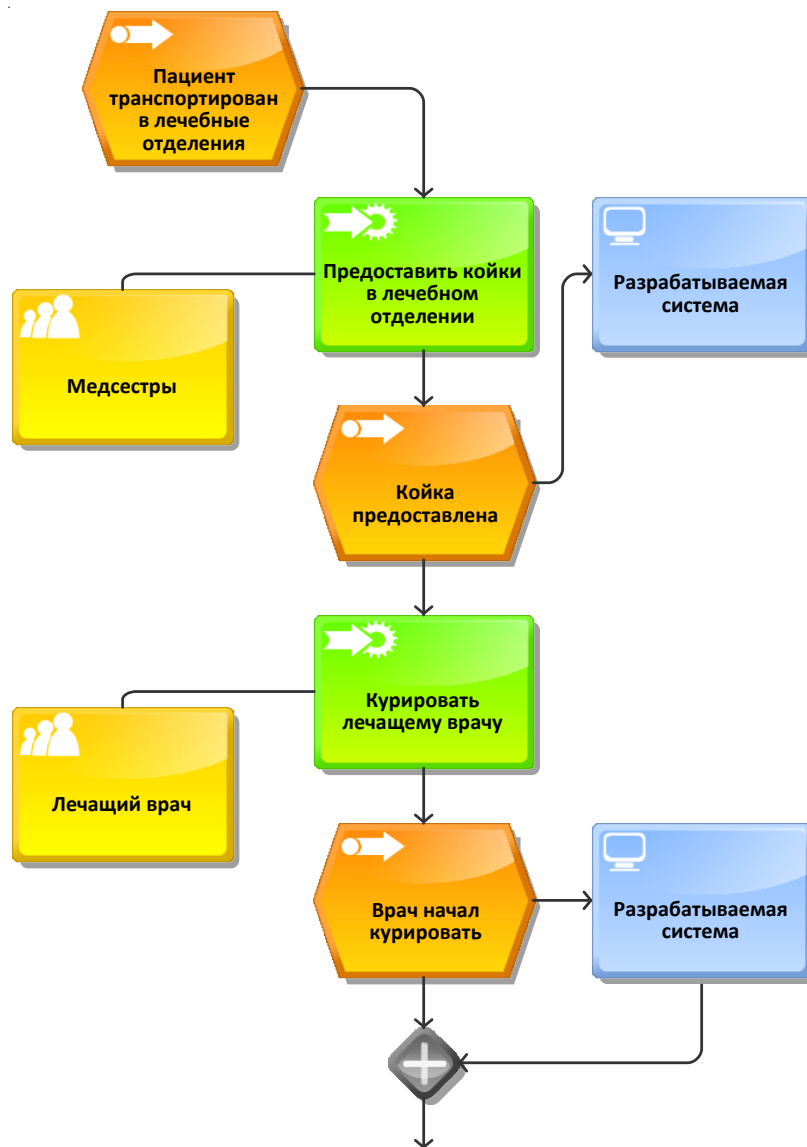 Пациент
транспортирован
в лечебные
отделения
Предоставить койки
в лечебном
отделении
Разрабатываемая
система
Медсестры
Койка
предоставлена
Курировать
лечащему врачу
Лечащий врач
Врач начал
курировать
Разрабатываемая
система